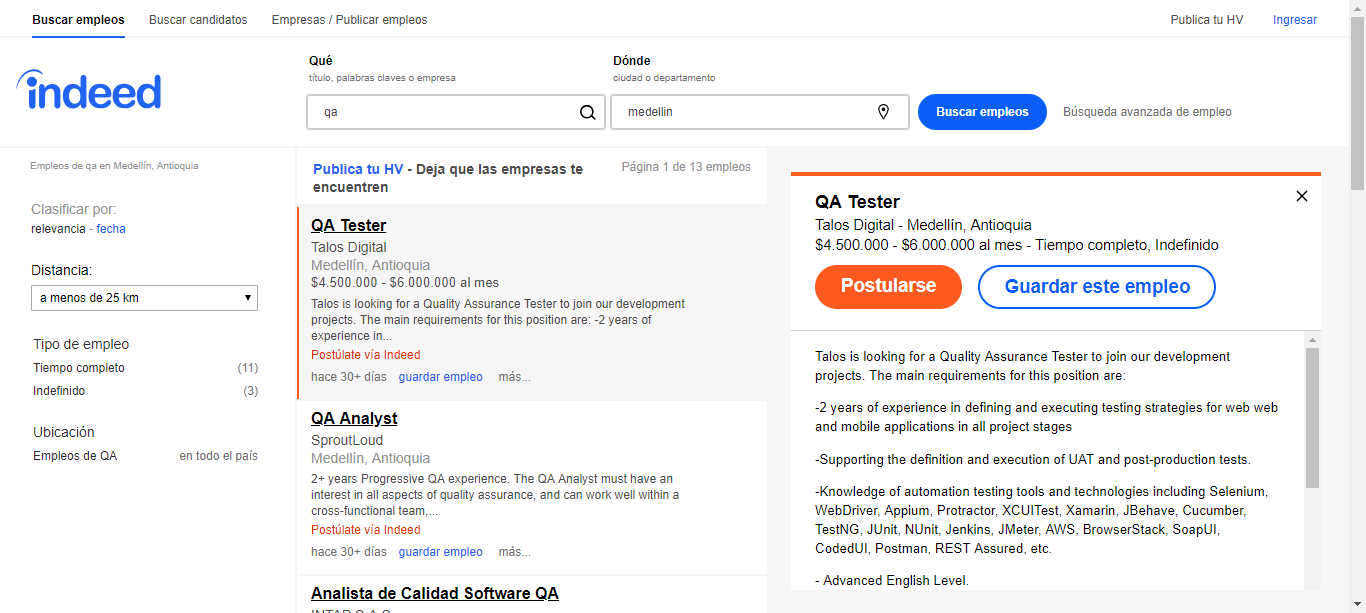 Buscar empleos
Buscar candidatos
Empresas / Publicar empleos
Publica tu HV
Ingresar
indeed
Qué
título, palabras claves o empresa
qa
Dónde
ciudad o departamento
medellin
Buscar empleos
Búsqueda avanzada de empleo
Empleos de qa en Medellín, Antioquia
Clasificar por:
relevancia - fecha
Distancia:
a menos de 25 km
Tipo de empleo
Tiempo completo (11)
Indefinido (3)
Ubicación
Empleos de QA en todo el país
Publica tu HV - Deja que las empresas te
encuentren
Página 1 de 13 empleos
QA Tester
Talos Digital
Medellín, Antioquia
$4.500.000 - $6.000.000 al mes
Talos is looking for a Quality Assurance Tester to join our development
projects. The main requirements for this position are: -2 years of
experience in...
Postúlate vía Indeed
hace 30+ días guardar empleo más...
QA Analyst
SproutLoud
Medellín, Antioquia
2+ years Progressive QA experience. The QA Analyst must have an
interest in all aspects of quality assurance, and can work well within a
cross-functional team,...
Postúlate vía Indeed
hace 30+ días guardar empleo más...
Analista de Calidad Software QA
INTAR S.A.S
QA Tester
Talos Digital - Medellín, Antioquia
$4.500.000 - $6.000.000 al mes - Tiempo completo, Indefinido
Postularse
Guardar este empleo
Talos is looking for a Quality Assurance Tester to join our development
projects. The main requirements for this position are:
-2 years of experience in defining and executing testing strategies for web web
and mobile applications in all project stages
-Supporting the definition and execution of UAT and post-production tests.
-Knowledge of automation testing tools and technologies including Selenium,
WebDriver, Appium, Protractor, XCUITest, Xamarin, JBehave, Cucumber,
TestNG, JUnit, NUnit, Jenkins, JMeter, AWS, BrowserStack, SoapUI,
CodedUI, Postman, REST Assured, etc.
- Advanced English Level.